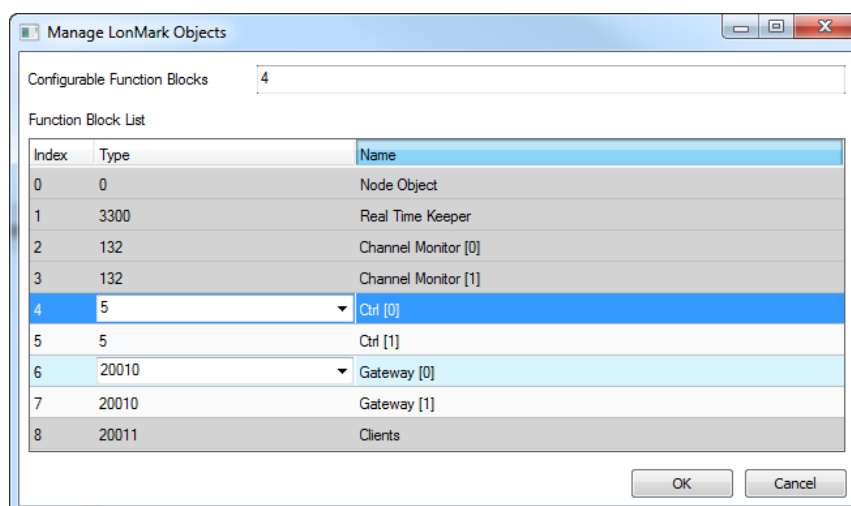 Manage LonMark Objects
Configurable Function Blocks 4
Function Block List
Index Type Name
0 0 Node Object
1 3300 Real Time Keeper
2 132 Channel Monitor [0]
3 132 Channel Monitor [1]
4 5 Ctrl [0]
5 5 Ctrl [1]
6 20010 Gateway [0]
7 20010 Gateway [1]
8 20011 Clients
OK Cancel